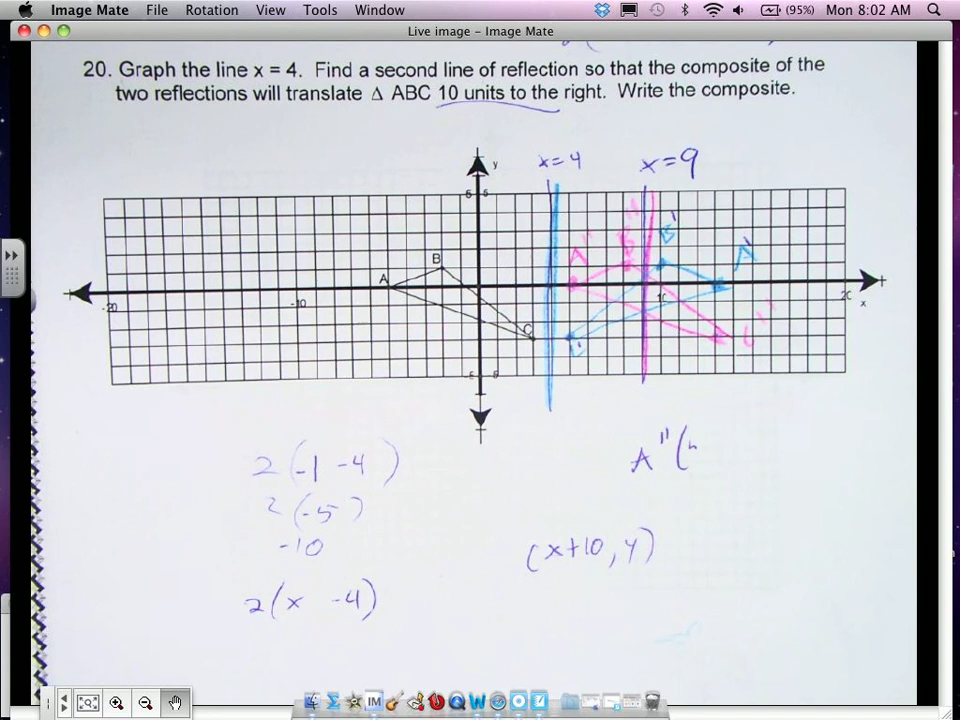 Image Mate File Rotation View Tools Window (95%) Mon 8:02 AM
Live image - Image Mate
20. Graph the line x = 4. Find a second line of reflection so that the composite of the
two reflections will translate Δ ABC 10 units to the right. Write the composite.
x=4 x=9
y
5 5
A" B" B' A'
B
A
-20 -10 10 20
x
C C' C"
-5
2(-1 -4) A"(
2(-5)
-10 (x+10, y)
2(x -4)
IM W